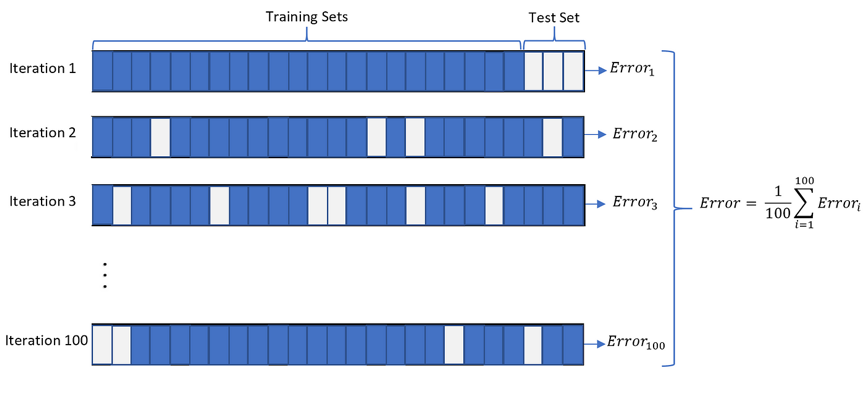 Training Sets
Test Set
Iteration 1
Error₁
Iteration 2
Error₂
Iteration 3
Error₃
Error = 1/100 ∑_{i=1}^{100} Errorᵢ
Iteration 100
Error₁₀₀